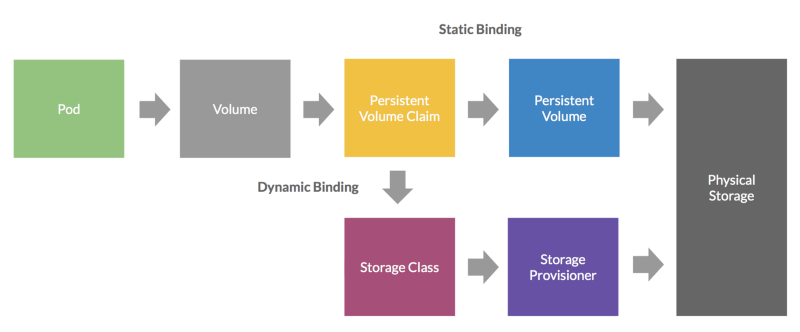 Static Binding
Pod
Volume
Persistent
Volume Claim
Persistent
Volume
Physical
Storage
Dynamic Binding
Storage Class
Storage
Provisioner